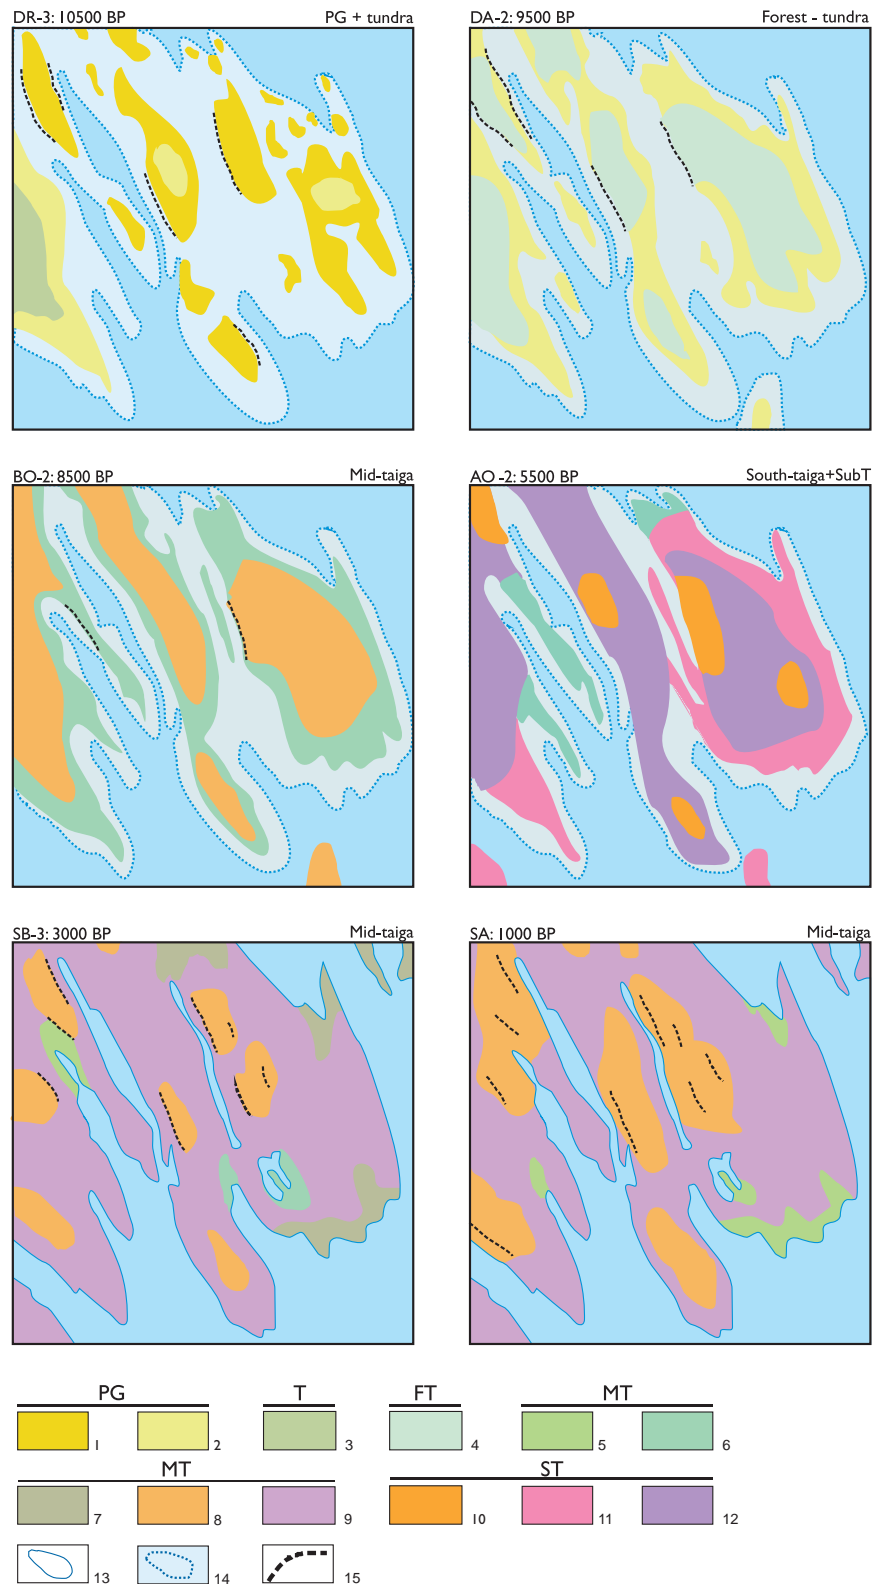 DR-3: 10500 BP PG + tundra
DA-2: 9500 BP Forest - tundra
BO-2: 8500 BP Mid-taiga
AO -2: 5500 BP South-taiga+SubT
SB-3: 3000 BP Mid-taiga
SA: 1000 BP Mid-taiga
PG T FT MT
1 2 3 4 5 6
MT ST
7 8 9 10 11 12
13 14 15